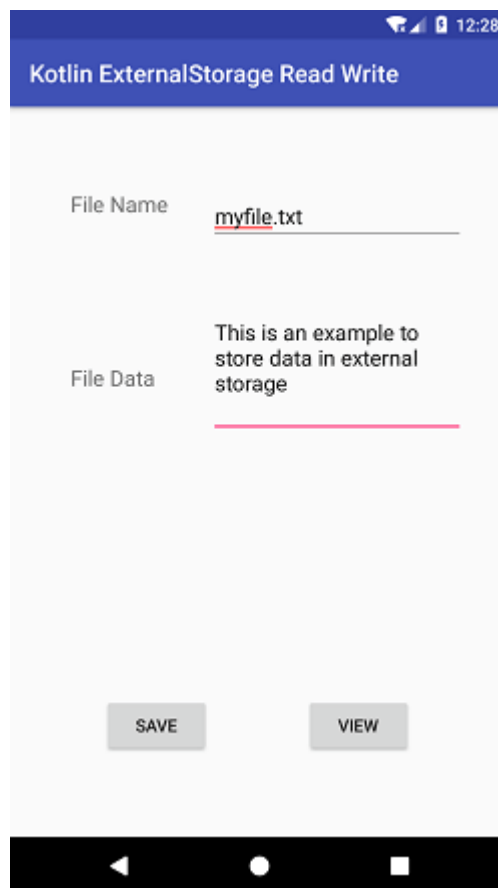 12:28
Kotlin ExternalStorage Read Write
File Name
myfile.txt
This is an example to
store data in external
storage
File Data
SAVE
VIEW